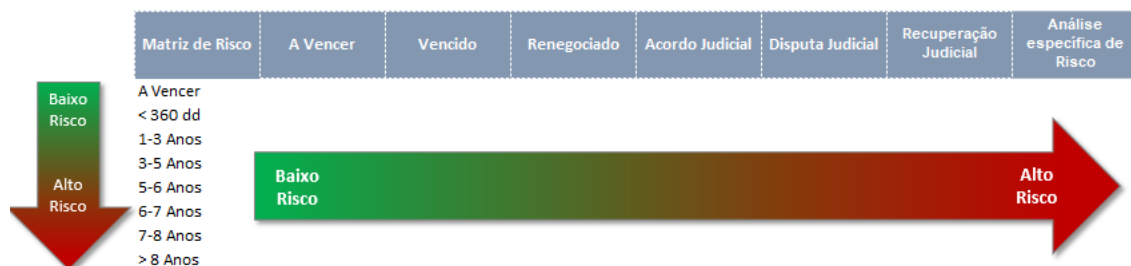 Matriz de Risco
A Vencer
Vencido
Renegociado
Acordo Judicial
Disputa Judicial
Recuperação
Judicial
Análise
específica de
Risco
Baixo
Risco
Alto
Risco
A Vencer
< 360 dd
1-3 Anos
3-5 Anos
5-6 Anos
6-7 Anos
7-8 Anos
> 8 Anos
Baixo
Risco
Alto
Risco